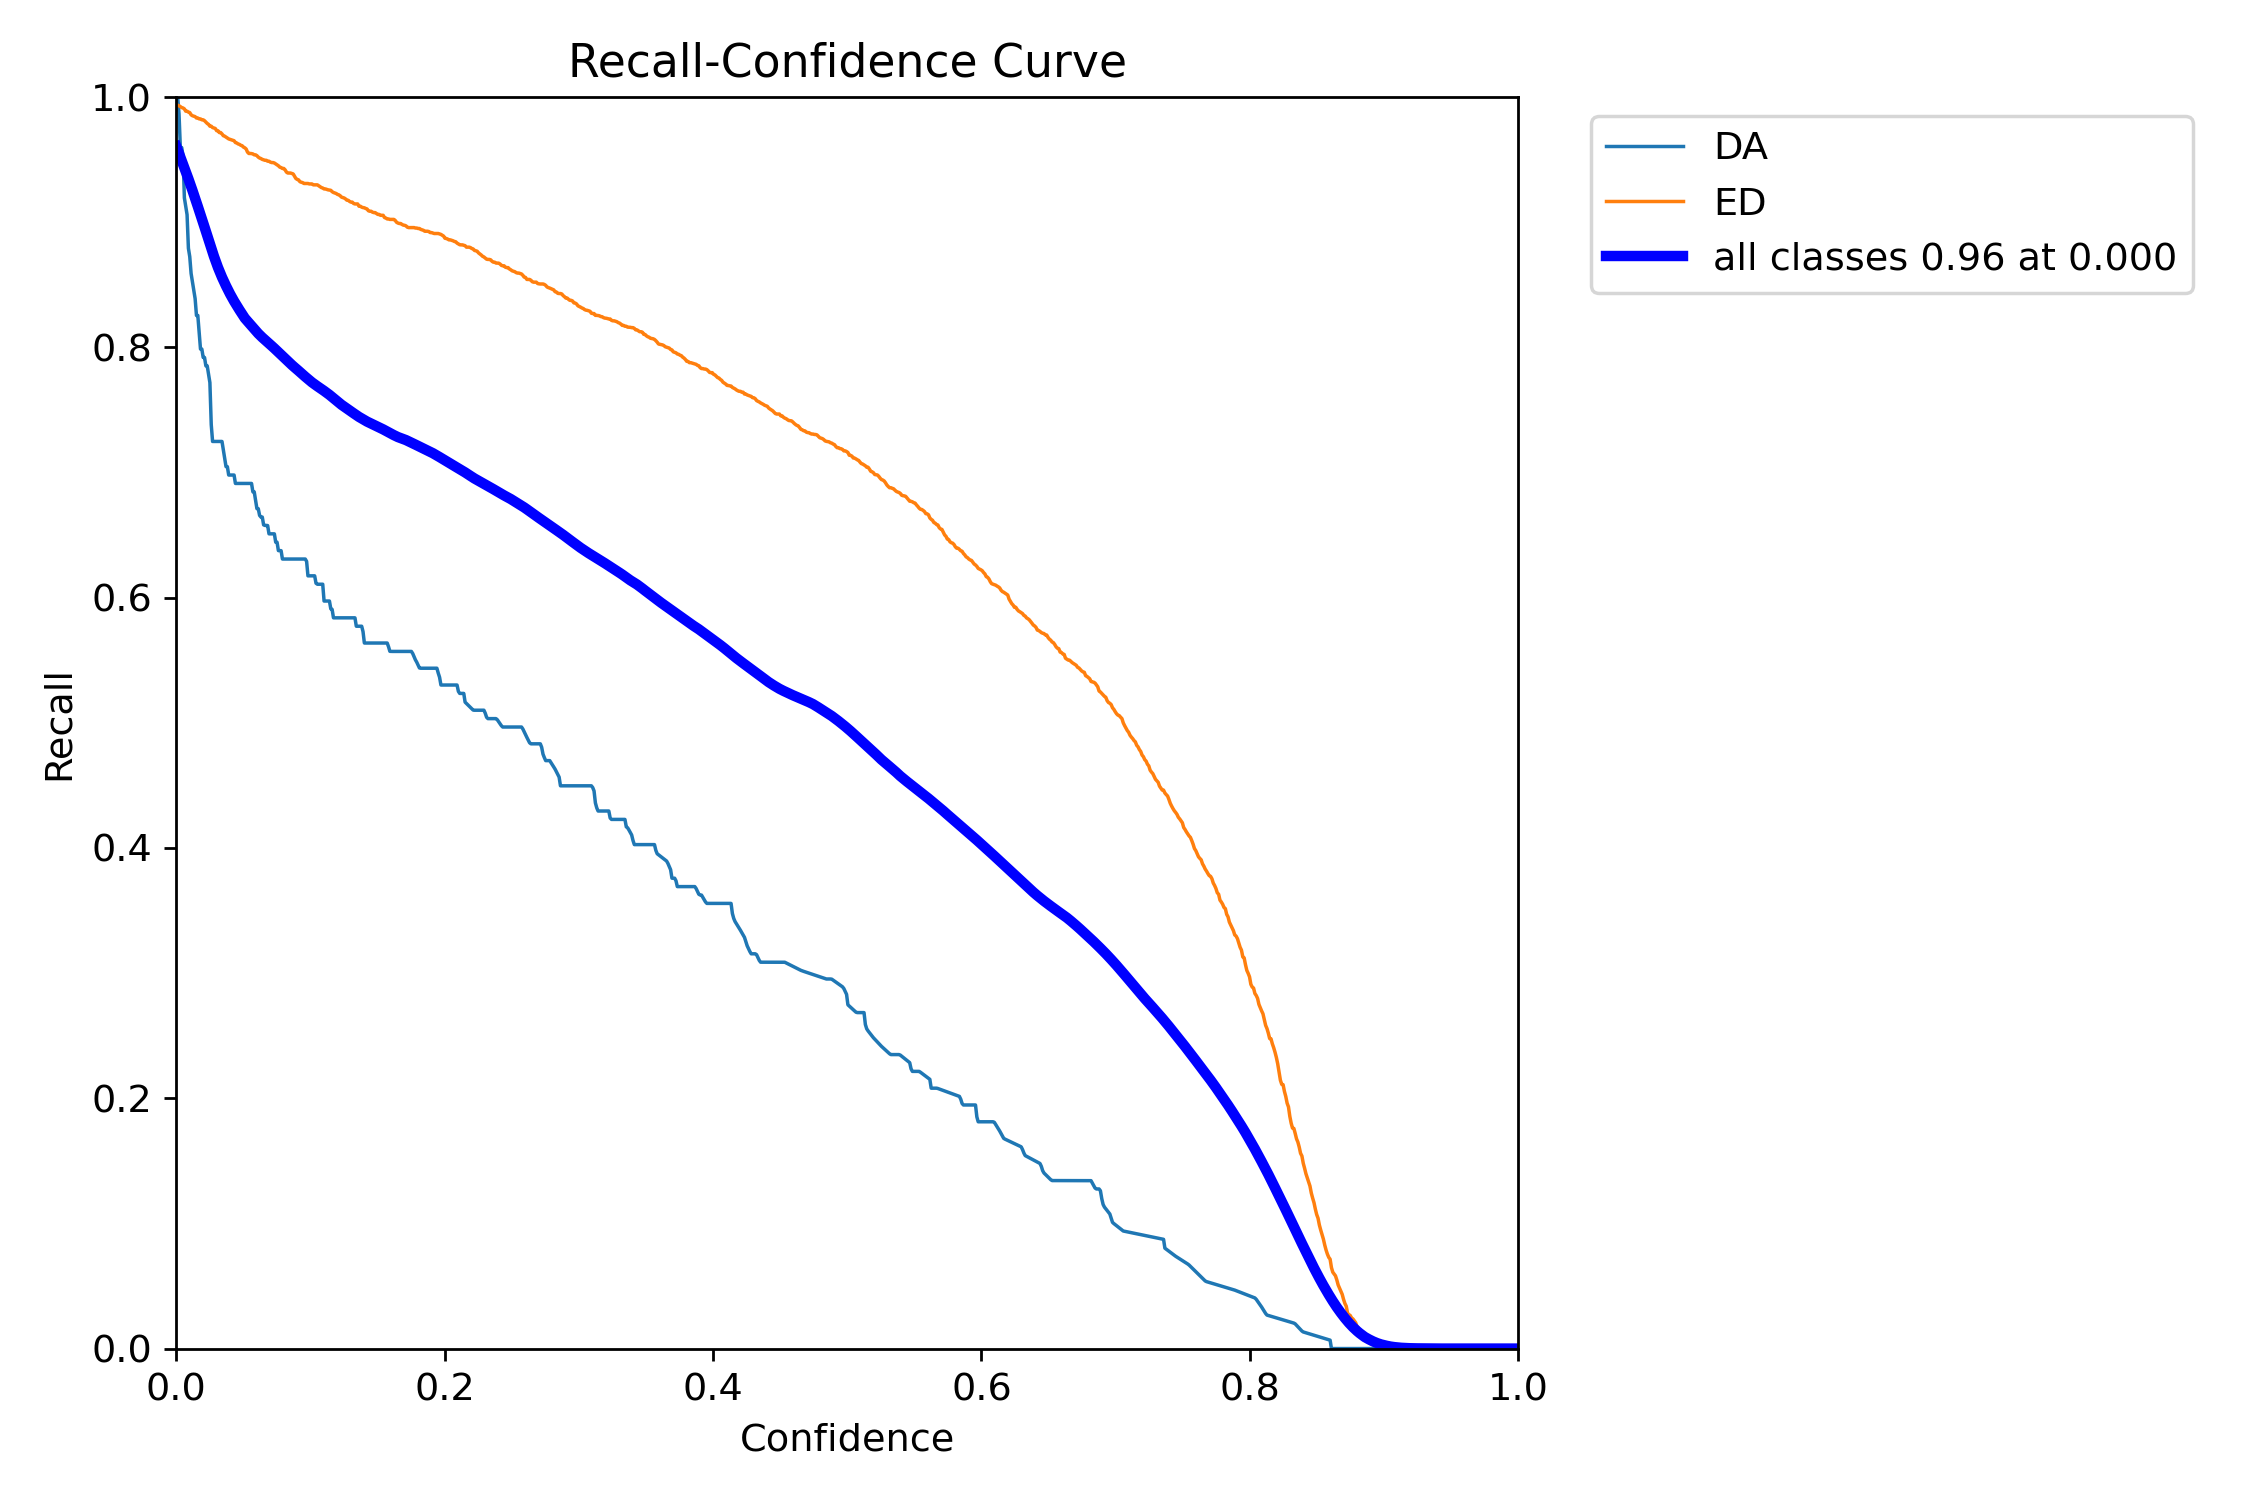 Recall-Confidence Curve
1.0
0.8
0.6
0.4
0.2
0.0
Recall
0.0 0.2 0.4 0.6 0.8 1.0
Confidence
DA
ED
all classes 0.96 at 0.000